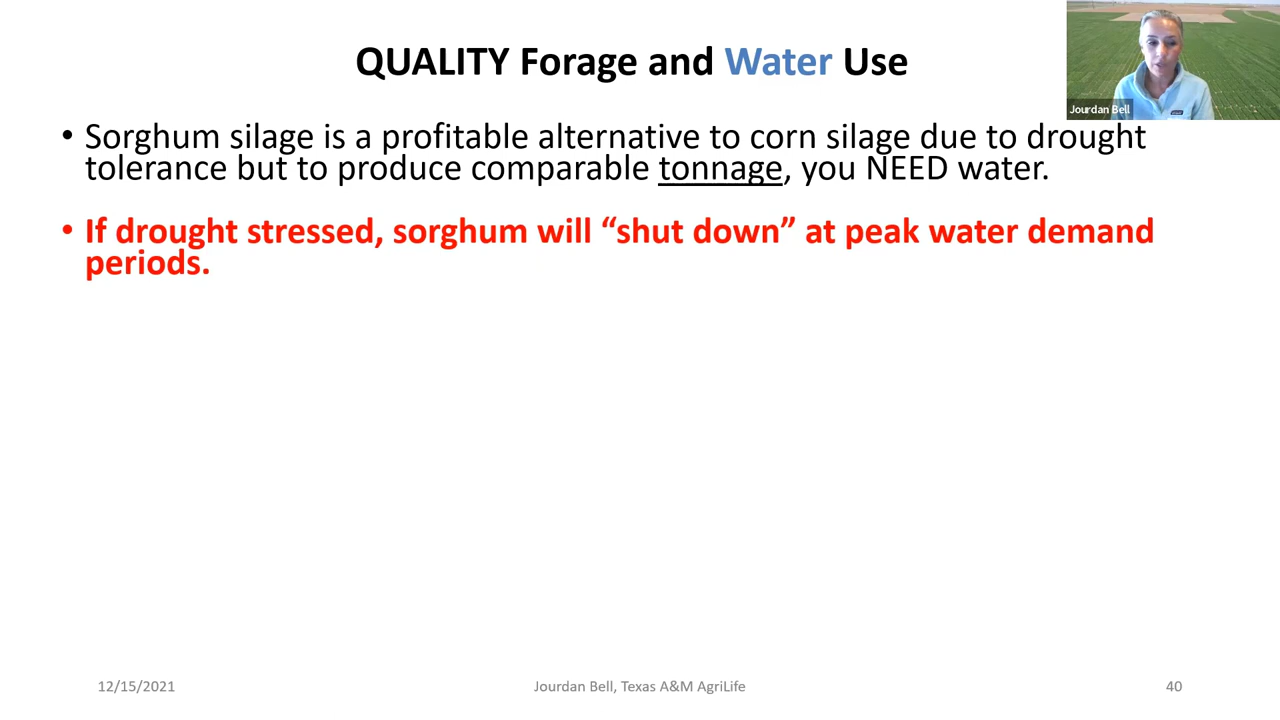 QUALITY Forage and Water Use
Jourdan Bell
• Sorghum silage is a profitable alternative to corn silage due to drought
tolerance but to produce comparable tonnage, you NEED water.
• If drought stressed, sorghum will “shut down” at peak water demand
periods.
12/15/2021
Jourdan Bell, Texas A&M AgriLife
40